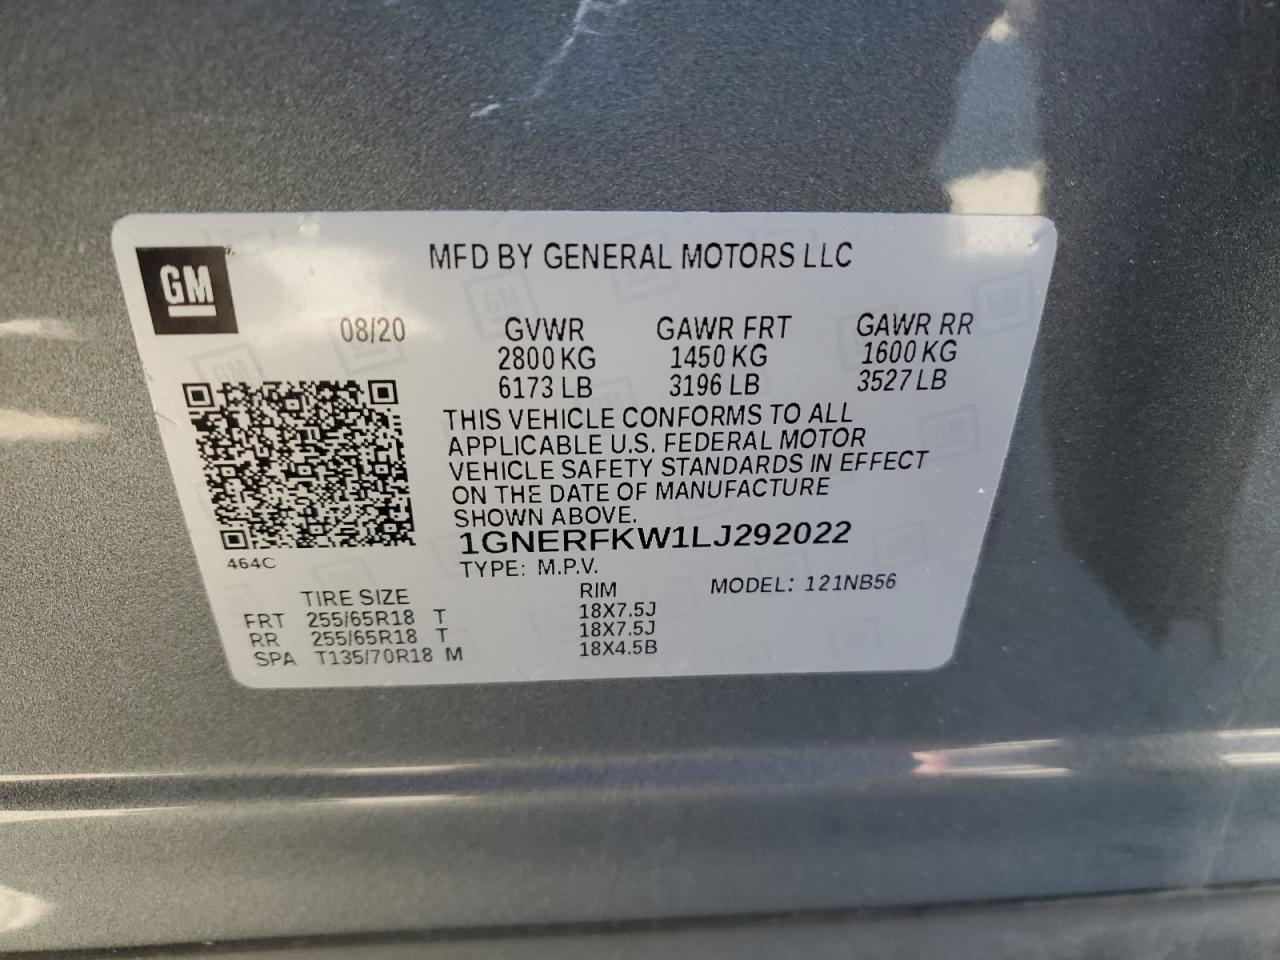 MFD BY GENERAL MOTORS LLC
GM
08/20 GVWR GAWR FRT GAWR RR
2800 KG 1450 KG 1600 KG
6173 LB 3196 LB 3527 LB
THIS VEHICLE CONFORMS TO ALL
APPLICABLE U.S. FEDERAL MOTOR
VEHICLE SAFETY STANDARDS IN EFFECT
ON THE DATE OF MANUFACTURE
SHOWN ABOVE.
1GNERFKW1LJ292022
464C
TYPE: M.P.V. MODEL: 121NB56
TIRE SIZE RIM
FRT 255/65R18 T 18X7.5J
RR 255/65R18 T 18X7.5J
SPA T135/70R18 M 18X4.5B